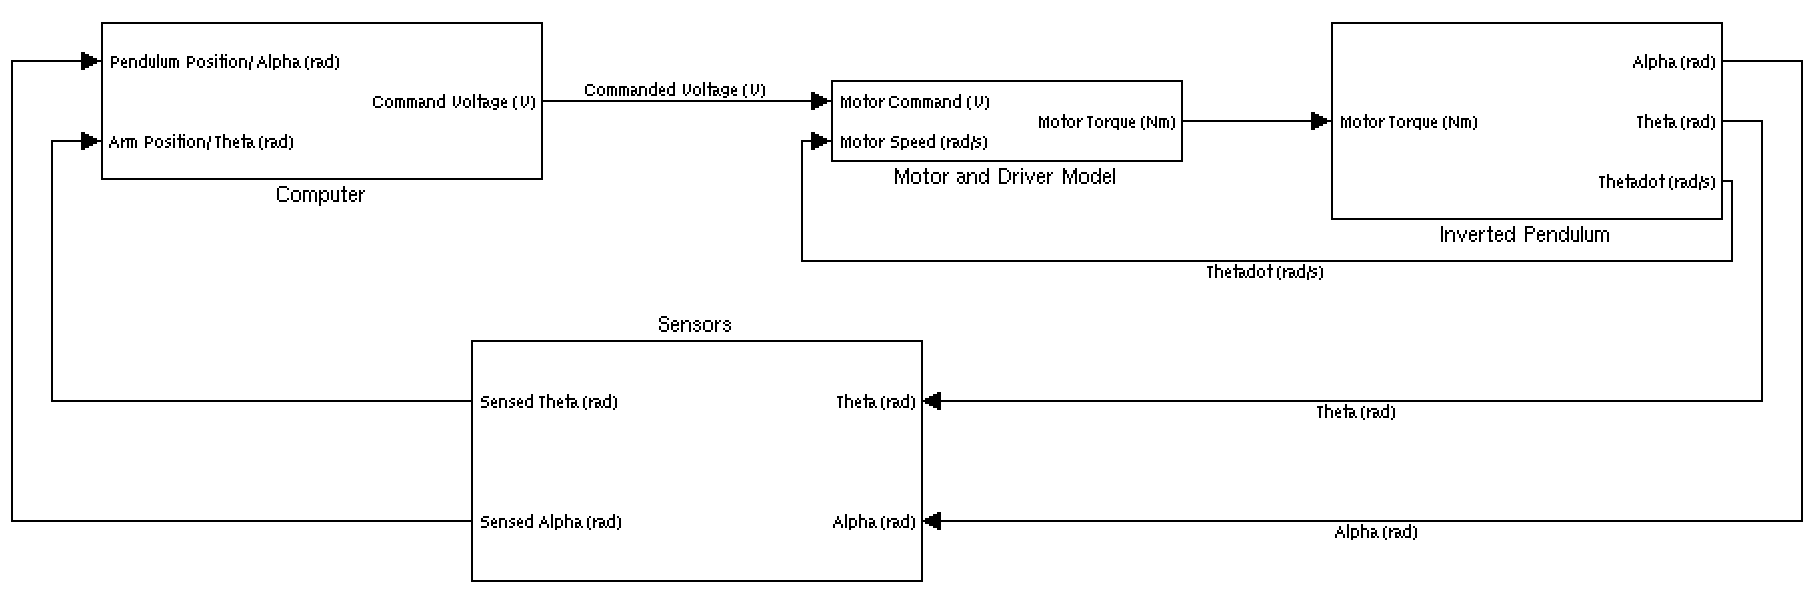 Pendulum Position/Alpha (rad)
Command Voltage (V)
Arm Position/Theta (rad)
Computer
Commanded Voltage (V)
Motor Command (V)
Motor Torque (Nm)
Motor Speed (rad/s)
Motor and Driver Model
Alpha (rad)
Motor Torque (Nm)
Theta (rad)
Thetadot (rad/s)
Inverted Pendulum
Thetadot (rad/s)
Sensors
Sensed Theta (rad)
Theta (rad)
Theta (rad)
Sensed Alpha (rad)
Alpha (rad)
Alpha (rad)